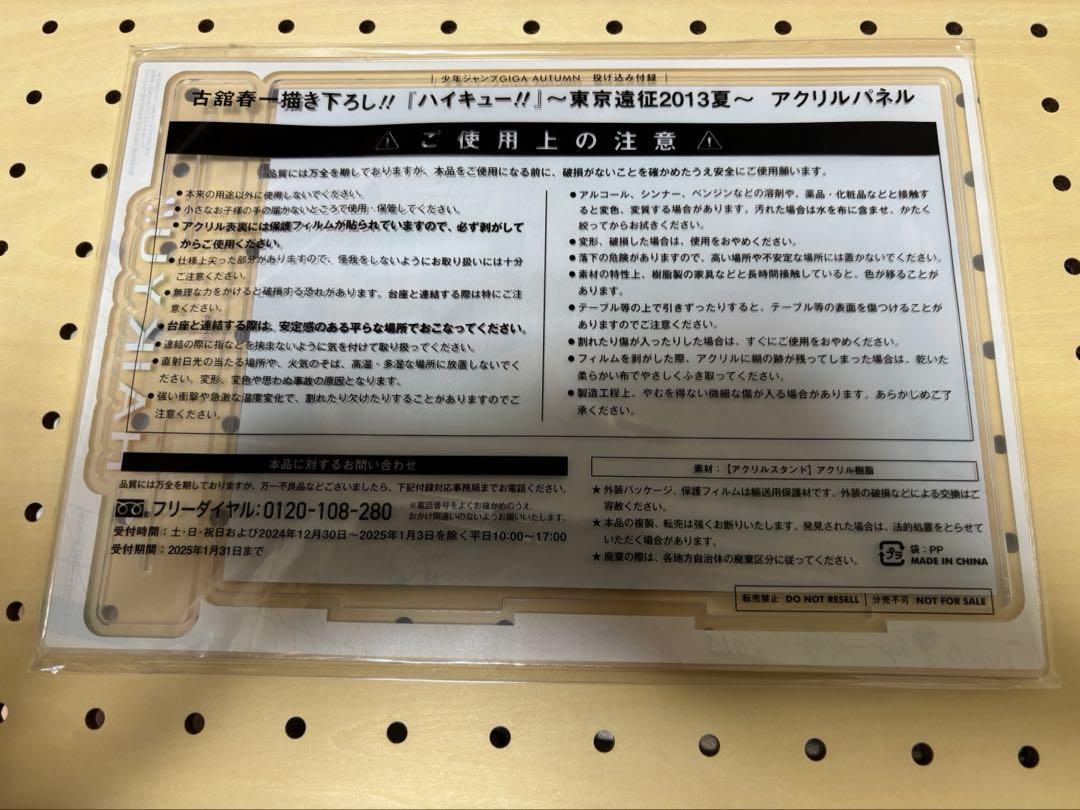 少年ジャンプGIGA AUTUMN 投げ込み付録
古舘春一描き下ろし!!『ハイキュー!!』～東京遠征2013夏～ アクリルパネル
⚠ ご使用上の注意 ⚠
品質には万全を期しておりますが、本品をご使用になる前に、破損がないことを確かめたうえ安全にご使用願います。
●本来の用途以外に使用しないでください。
●小さなお子様の手の届かないところで使用・保管してください。
●アクリル表裏には保護フィルムが貼られていますので、必ず剥がして
からご使用ください。
●仕様上尖った部分がありますので、怪我をしないようにお取り扱いには十分
ご注意ください。
●無理な力をかけると破損する恐れがあります。台座と連結する際は特にご注
意ください。
●台座と連結する際は、安定感のある平らな場所でおこなってください。
●連結の際に指などを挟まないように気を付けて取り扱ってください。
●直射日光の当たる場所や、火気のそば、高温・多湿な場所に放置しないでく
ださい。変形、変色や思わぬ事故の原因となります。
●強い衝撃や急激な温度変化で、割れたり欠けたりすることがありますのでご
注意ください。
●アルコール、シンナー、ベンジンなどの溶剤や、薬品・化粧品などと接触す
ると変色、変質する場合があります。汚れた場合は水を布に含ませ、かたく
絞ってからお拭きください。
●変形、破損した場合は、使用をおやめください。
●落下の危険がありますので、高い場所や不安定な場所には置かないでください。
●素材の特性上、樹脂製の家具などと長時間接触していると、色が移ることが
あります。
●テーブル等の上で引きずったりすると、テーブル等の表面を傷つけることが
ありますのでご注意ください。
●割れたり傷が入ったりした場合は、すぐにご使用をおやめください。
●フィルムを剥がした際、アクリルに糊の跡が残ってしまった場合は、乾いた
柔らかい布でやさしくふき取ってください。
●製造工程上、やむを得ない微細な傷が入る場合があります。あらかじめご了
承ください。
本品に対するお問い合わせ
品質には万全を期しておりますが、万一不良品などございましたら、下記付録対応事務局までお電話ください。
フリーダイヤル:0120-108-280
※電話番号をよくお確かめのうえ、
おかけ間違いのないようお願いいたします。
受付時間:土・日・祝日および2024年12月30日～2025年1月3日を除く平日10:00～17:00
受付期間:2025年1月31日まで
素材:【アクリルスタンド】アクリル樹脂
★外装パッケージ、保護フィルムは輸送用保護材です。外装の破損などによる交換はご
容赦ください。
★本品の複製、転売は強くお断りいたします。発見された場合は、法的処置をとらせて
いただく場合があります。
★廃棄の際は、各地方自治体の廃棄区分に従ってください。
プラ 袋:PP
MADE IN CHINA
転売禁止 DO NOT RESELL 分売不可 NOT FOR SALE
HAIKYU!!